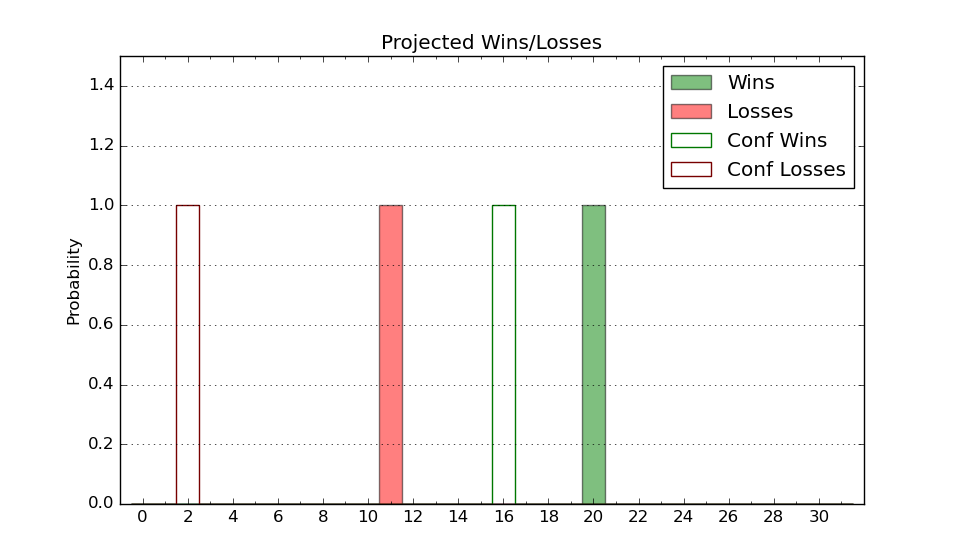 Projected Wins/Losses
Wins
Losses
Conf Wins
Conf Losses
Probability
1.4
1.2
1.0
0.8
0.6
0.4
0.2
0.0
0 2 4 6 8 10 12 14 16 18 20 22 24 26 28 30